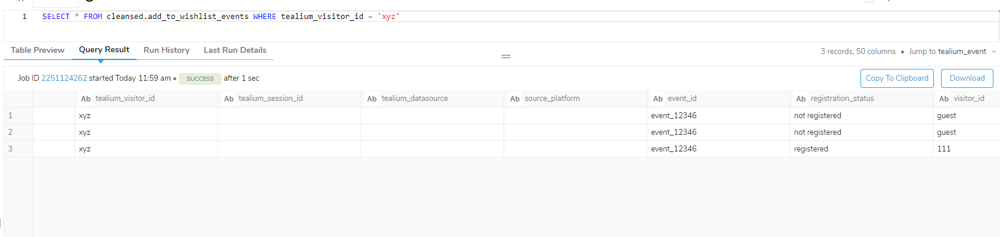 1 SELECT * FROM cleansed.add_to_wishlist_events WHERE tealium_visitor_id = 'xyz'
Table Preview Query Result Run History Last Run Details 3 records, 50 columns • Jump to tealium_event
Job ID 2251124262 started Today 11:59 am • SUCCESS after 1 sec Copy To Clipboard Download
Ab tealium_visitor_id Ab tealium_session_id Ab tealium_datasource Ab source_platform Ab event_id Ab registration_status Ab visitor_id
1 xyz event_12346 not registered guest
2 xyz event_12346 not registered guest
3 xyz event_12346 registered 111